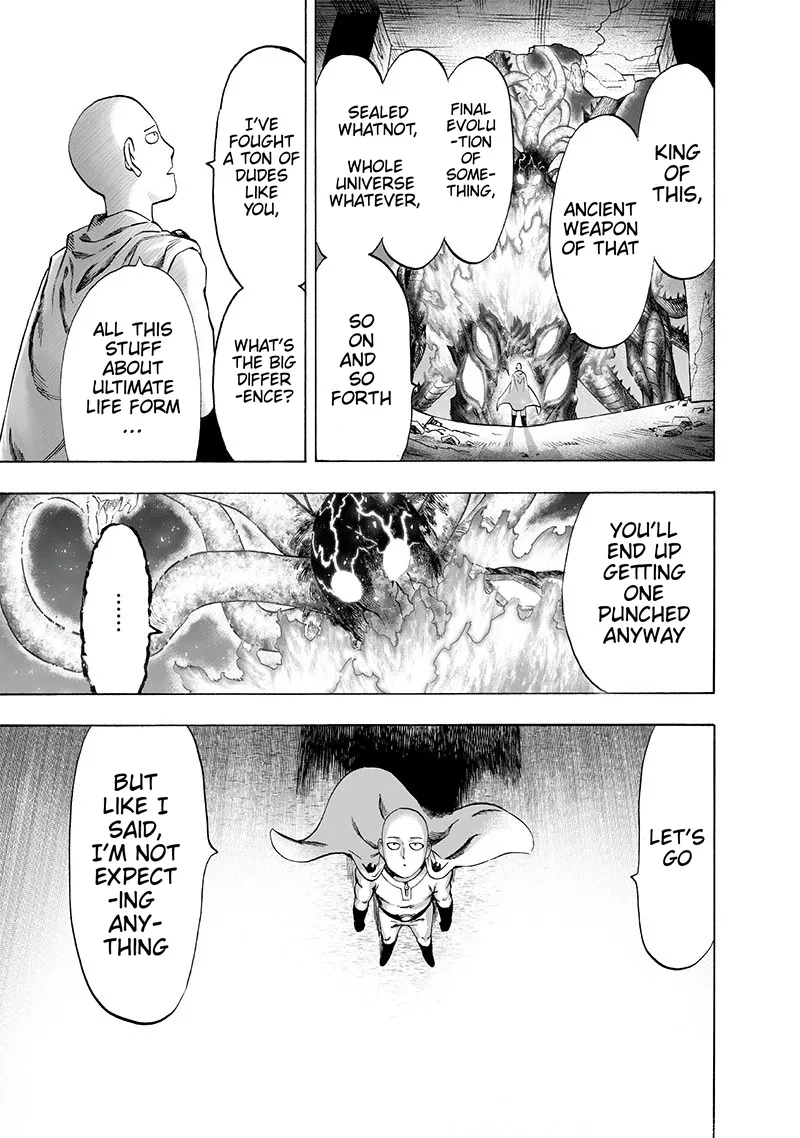 KING
OF
THIS,
ANCIENT
WEAPON
OF THAT
FINAL
EVOLU
-TION
OF
SOME-
THING,
SEALED
WHATNOT,
WHOLE
UNIVERSE
WHATEVER,
SO
ON
AND
SO
FORTH
I'VE
FOUGHT
A TON OF
DUDES
LIKE
YOU,
WHAT'S
THE BIG
DIFFER
-ENCE?
ALL THIS
STUFF
ABOUT
ULTIMATE
LIFE FORM
...
YOU'LL
END UP
GETTING
ONE
PUNCHED
ANYWAY
......
LET'S
GO
BUT
LIKE I
SAID,
I'M NOT
EXPECT
-ING
ANY-
THING